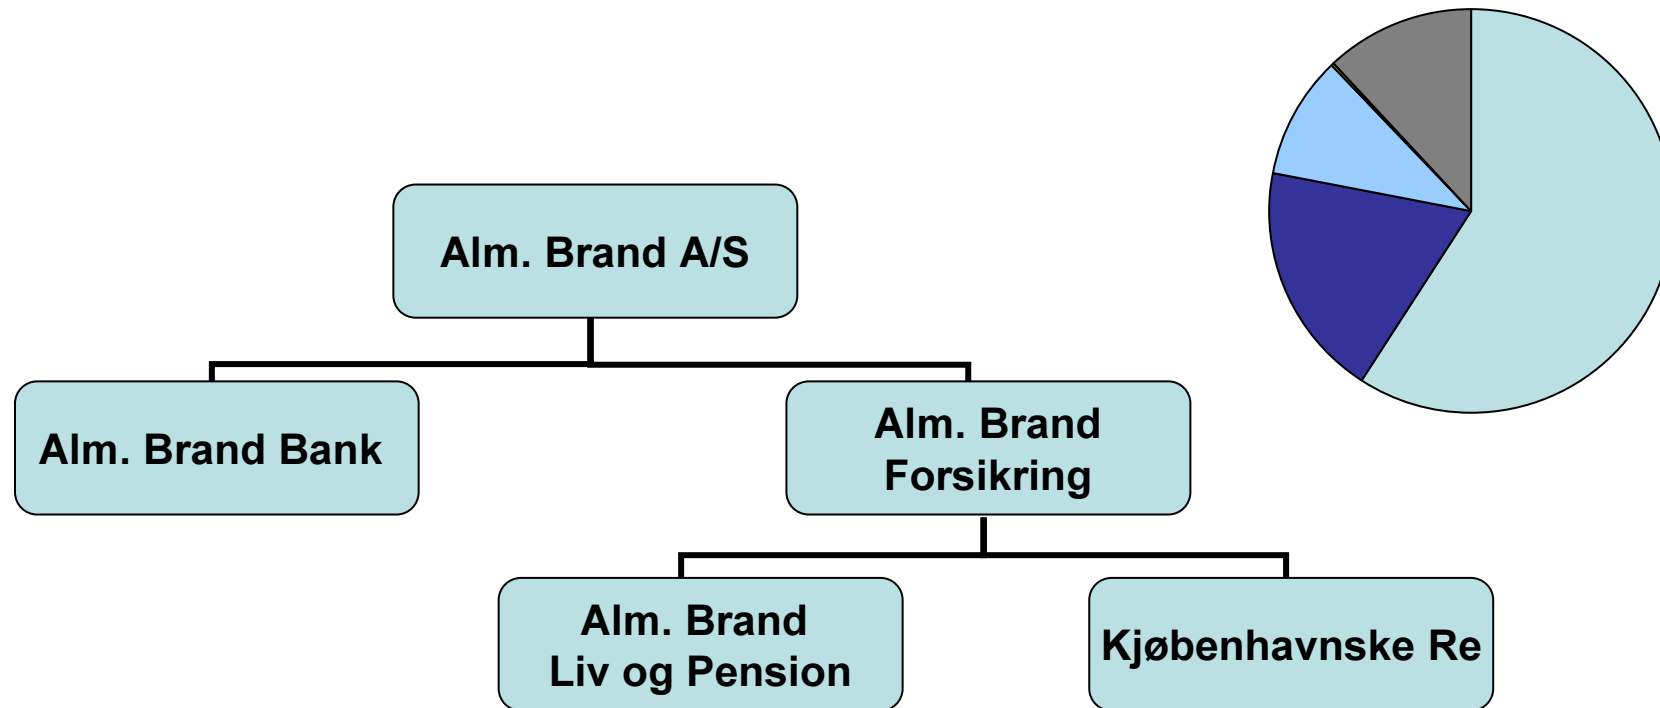 Alm. Brand A/S
Alm. Brand Bank
Alm. Brand
Forsikring
Alm. Brand
Liv og Pension
Kjøbenhavnske Re